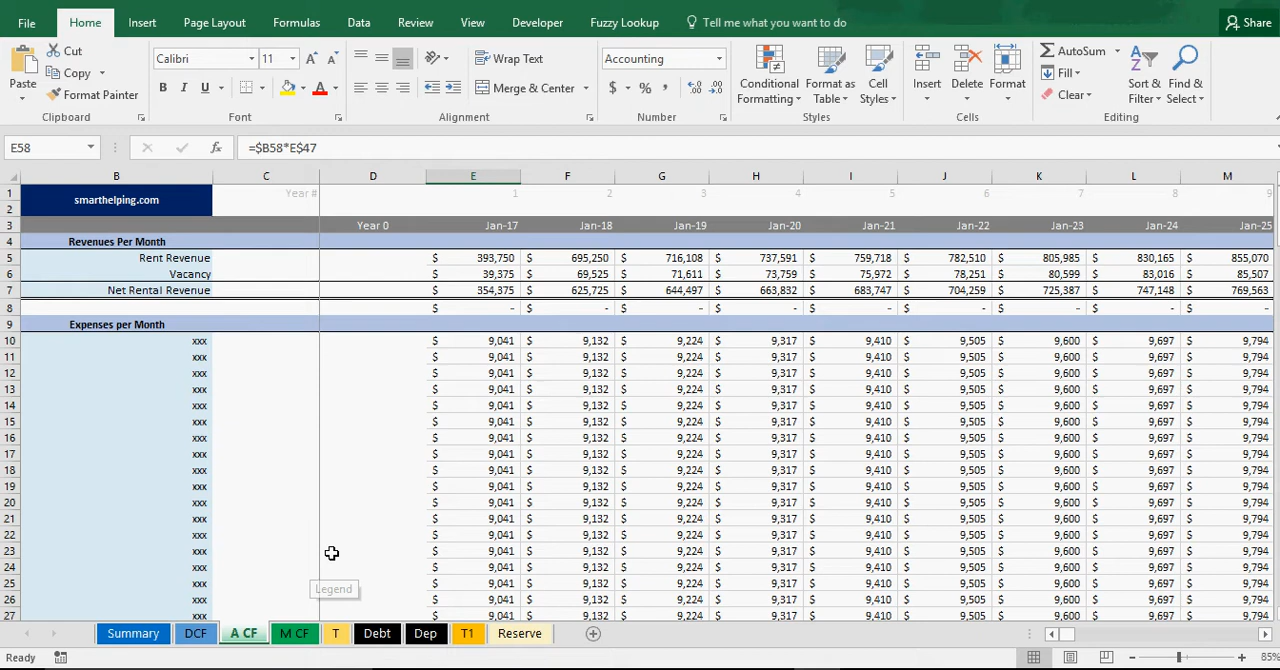 File Home Insert Page Layout Formulas Data Review View Developer Fuzzy Lookup Tell me what you want to do Share
Cut Calibri 11 Wrap Text Accounting AutoSum
Paste Copy Conditional Formatting Format as Table Cell Styles Insert Delete Format Fill Sort & Filter Find & Select
Format Painter B I U A Merge & Center $ % , Clear
Clipboard Font Alignment Number Styles Cells Editing
E58 fx =$B58*E$47
B C D E F G H I J K L M
1 smarthelping.com Year # 1 2 3 4 5 6 7 8 9
2
3 Year 0 Jan-17 Jan-18 Jan-19 Jan-20 Jan-21 Jan-22 Jan-23 Jan-24 Jan-25
4 Revenues Per Month
5 Rent Revenue $ 393,750 $ 695,250 $ 716,108 $ 737,591 $ 759,718 $ 782,510 $ 805,985 $ 830,165 $ 855,070
6 Vacancy $ 39,375 $ 69,525 $ 71,611 $ 73,759 $ 75,972 $ 78,251 $ 80,599 $ 83,016 $ 85,507
7 Net Rental Revenue $ 354,375 $ 625,725 $ 644,497 $ 663,832 $ 683,747 $ 704,259 $ 725,387 $ 747,148 $ 769,563
8 $ - $ - $ - $ - $ - $ - $ - $ - $ -
9 Expenses per Month
10 xxx $ 9,041 $ 9,132 $ 9,224 $ 9,317 $ 9,410 $ 9,505 $ 9,600 $ 9,697 $ 9,794
11 xxx $ 9,041 $ 9,132 $ 9,224 $ 9,317 $ 9,410 $ 9,505 $ 9,600 $ 9,697 $ 9,794
12 xxx $ 9,041 $ 9,132 $ 9,224 $ 9,317 $ 9,410 $ 9,505 $ 9,600 $ 9,697 $ 9,794
13 xxx $ 9,041 $ 9,132 $ 9,224 $ 9,317 $ 9,410 $ 9,505 $ 9,600 $ 9,697 $ 9,794
14 xxx $ 9,041 $ 9,132 $ 9,224 $ 9,317 $ 9,410 $ 9,505 $ 9,600 $ 9,697 $ 9,794
15 xxx $ 9,041 $ 9,132 $ 9,224 $ 9,317 $ 9,410 $ 9,505 $ 9,600 $ 9,697 $ 9,794
16 xxx $ 9,041 $ 9,132 $ 9,224 $ 9,317 $ 9,410 $ 9,505 $ 9,600 $ 9,697 $ 9,794
17 xxx $ 9,041 $ 9,132 $ 9,224 $ 9,317 $ 9,410 $ 9,505 $ 9,600 $ 9,697 $ 9,794
18 xxx $ 9,041 $ 9,132 $ 9,224 $ 9,317 $ 9,410 $ 9,505 $ 9,600 $ 9,697 $ 9,794
19 xxx $ 9,041 $ 9,132 $ 9,224 $ 9,317 $ 9,410 $ 9,505 $ 9,600 $ 9,697 $ 9,794
20 xxx $ 9,041 $ 9,132 $ 9,224 $ 9,317 $ 9,410 $ 9,505 $ 9,600 $ 9,697 $ 9,794
21 xxx $ 9,041 $ 9,132 $ 9,224 $ 9,317 $ 9,410 $ 9,505 $ 9,600 $ 9,697 $ 9,794
22 xxx $ 9,041 $ 9,132 $ 9,224 $ 9,317 $ 9,410 $ 9,505 $ 9,600 $ 9,697 $ 9,794
23 xxx $ 9,041 $ 9,132 $ 9,224 $ 9,317 $ 9,410 $ 9,505 $ 9,600 $ 9,697 $ 9,794
24 xxx $ 9,041 $ 9,132 $ 9,224 $ 9,317 $ 9,410 $ 9,505 $ 9,600 $ 9,697 $ 9,794
25 xxx Legend $ 9,041 $ 9,132 $ 9,224 $ 9,317 $ 9,410 $ 9,505 $ 9,600 $ 9,697 $ 9,794
26 xxx $ 9,041 $ 9,132 $ 9,224 $ 9,317 $ 9,410 $ 9,505 $ 9,600 $ 9,697 $ 9,794
27 xxx $ 9,041 $ 9,132 $ 9,224 $ 9,317 $ 9,410 $ 9,505 $ 9,600 $ 9,697 $ 9,794
Summary DCF A CF M CF T Debt Dep T1 Reserve
Ready 85%